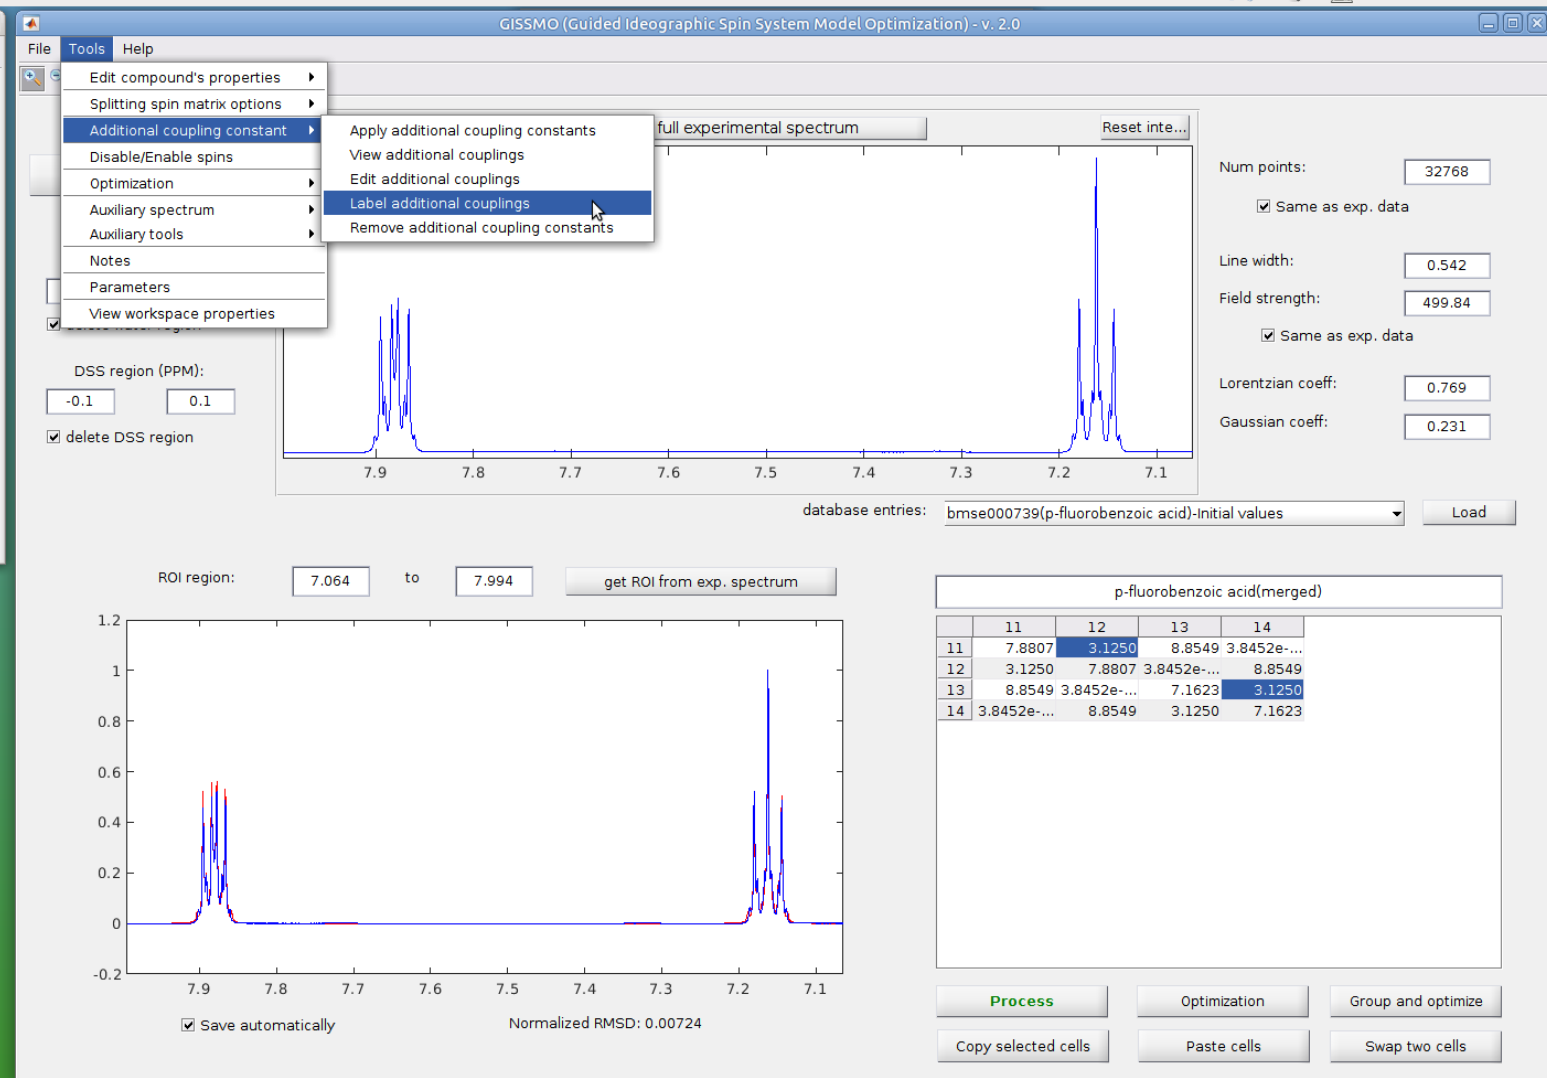 GISSMO (Guided Ideographic Spin System Model Optimization) - v. 2.0
File Tools Help
Edit compound's properties
Splitting spin matrix options
Additional coupling constant
Disable/Enable spins
Optimization
Auxiliary spectrum
Auxiliary tools
Notes
Parameters
View workspace properties
Apply additional coupling constants
View additional couplings
Edit additional couplings
Label additional couplings
Remove additional coupling constants
full experimental spectrum
Reset inte...
7.9 7.8 7.7 7.6 7.5 7.4 7.3 7.2 7.1
DSS region (PPM):
-0.1 0.1
delete DSS region
Num points: 32768
Same as exp. data
Line width: 0.542
Field strength: 499.84
Same as exp. data
Lorentzian coeff: 0.769
Gaussian coeff: 0.231
database entries: bmse000739(p-fluorobenzoic acid)-Initial values Load
ROI region: 7.064 to 7.994 get ROI from exp. spectrum
1.2
1
0.8
0.6
0.4
0.2
0
-0.2
7.9 7.8 7.7 7.6 7.5 7.4 7.3 7.2 7.1
Save automatically Normalized RMSD: 0.00724
p-fluorobenzoic acid(merged)
11 12 13 14
11 7.8807 3.1250 8.8549 3.8452e-...
12 3.1250 7.8807 3.8452e-... 8.8549
13 8.8549 3.8452e-... 7.1623 3.1250
14 3.8452e-... 8.8549 3.1250 7.1623
Process Optimization Group and optimize
Copy selected cells Paste cells Swap two cells